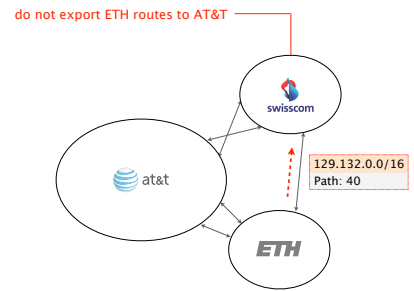 do not export ETH routes to AT&T
swisscom
at&t
129.132.0.0/16
Path: 40
ETH